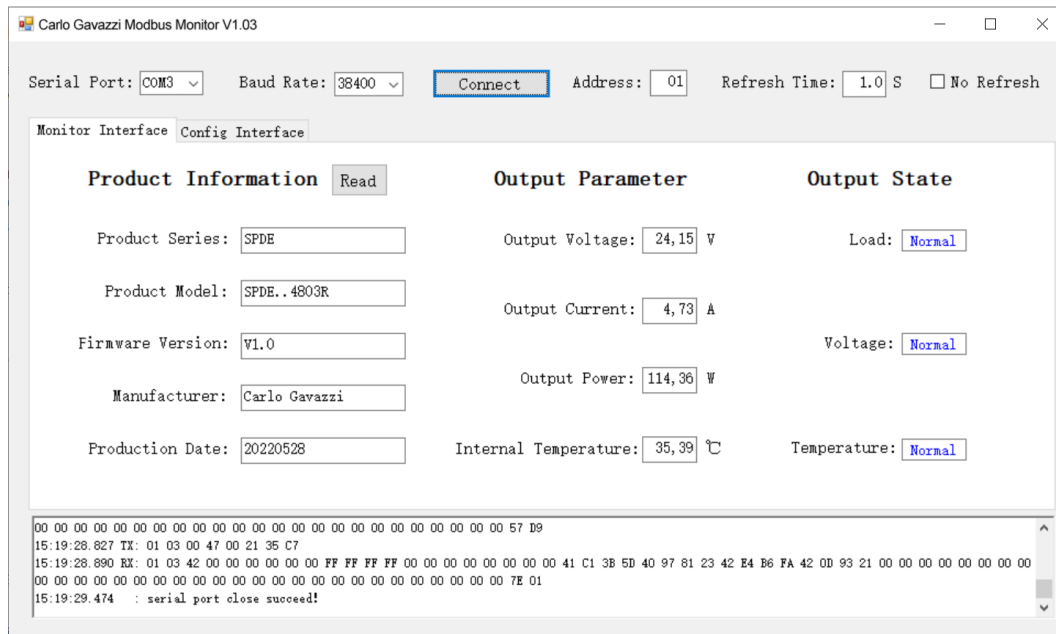 Carlo Gavazzi Modbus Monitor V1.03
Serial Port: COM3 Baud Rate: 38400 Connect Address: 01 Refresh Time: 1.0 S No Refresh
Monitor Interface Config Interface
Product Information Read Output Parameter Output State
Product Series: SPDE Output Voltage: 24,15 V Load: Normal
Product Model: SPDE..4803R
Output Current: 4,73 A
Firmware Version: V1.0 Voltage: Normal
Output Power: 114,36 W
Manufacturer: Carlo Gavazzi
Production Date: 20220528 Internal Temperature: 35,39 ℃ Temperature: Normal
00 00 00 00 00 00 00 00 00 00 00 00 00 00 00 00 00 00 00 00 00 00 00 00 57 D9
15:19:28.827 TX: 01 03 00 47 00 21 35 C7
15:19:28.890 RX: 01 03 42 00 00 00 00 00 00 FF FF FF FF 00 00 00 00 00 00 00 00 41 C1 3B 5D 40 97 81 23 42 E4 B6 FA 42 0D 93 21 00 00 00 00 00 00 00 00
00 00 00 00 00 00 00 00 00 00 00 00 00 00 00 00 00 00 00 00 00 00 00 00 7E 01
15:19:29.474 : serial port close succeed!